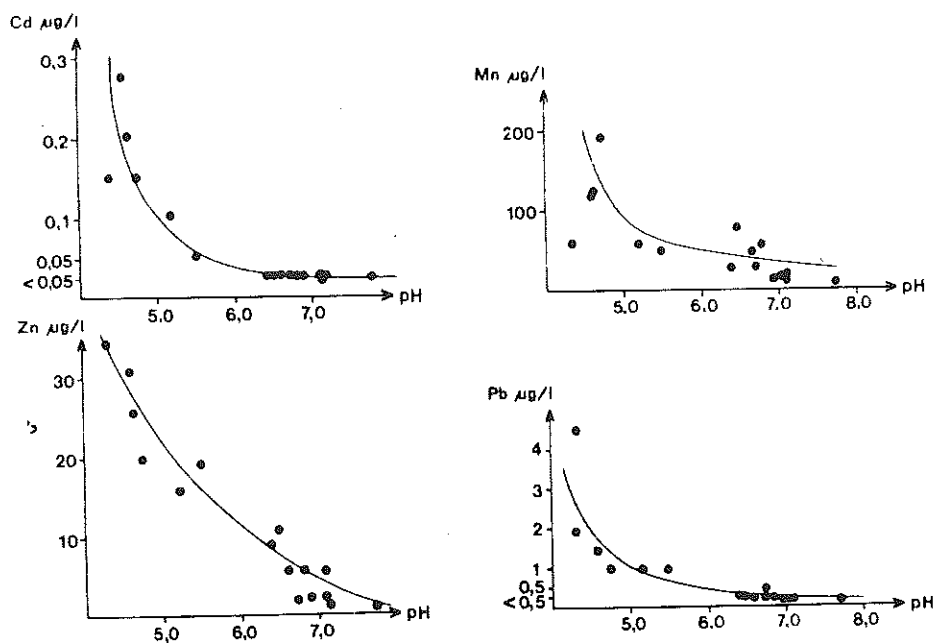 Cd µg/l
0,3
0,2
0,1
0,05
< 0.05
5.0 6,0 7,0 pH
Mn µg/l
200
100
5.0 6.0 7.0 8.0 pH
Zn µg/l
30
20
10
5,0 6,0 7.0 pH
Pb µg/l
4
3
2
1
0,5
< 0,5
5.0 6.0 7.0 8.0 pH